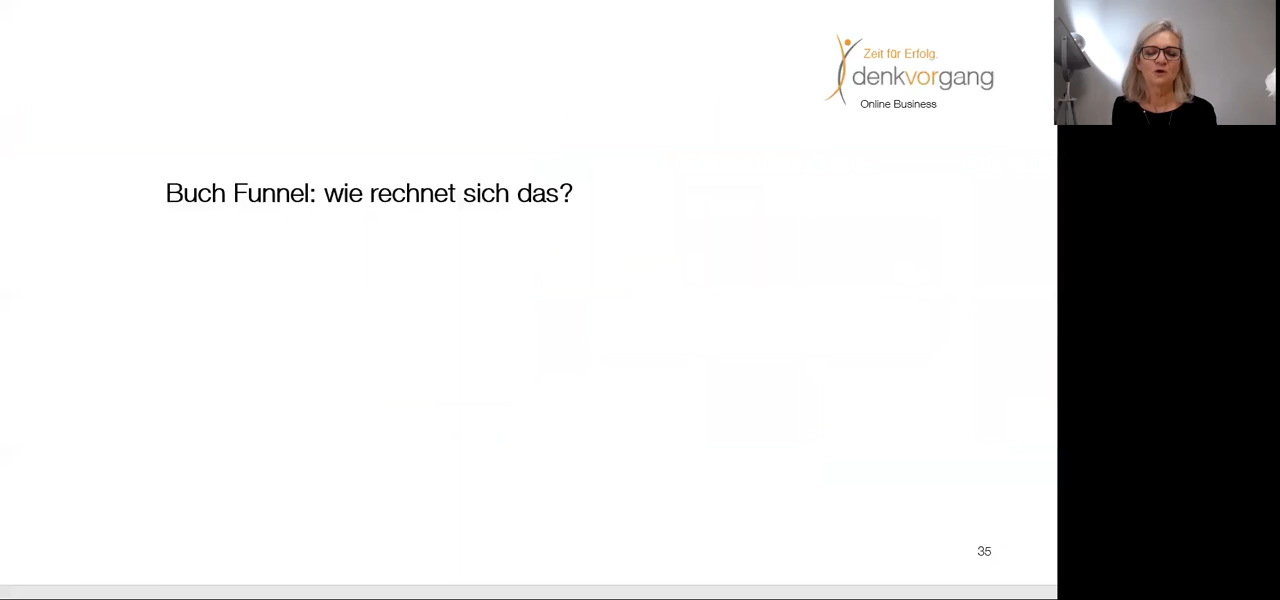 Zeit für Erfolg.
denkvorgang
Online Business
Buch Funnel: wie rechnet sich das?
35